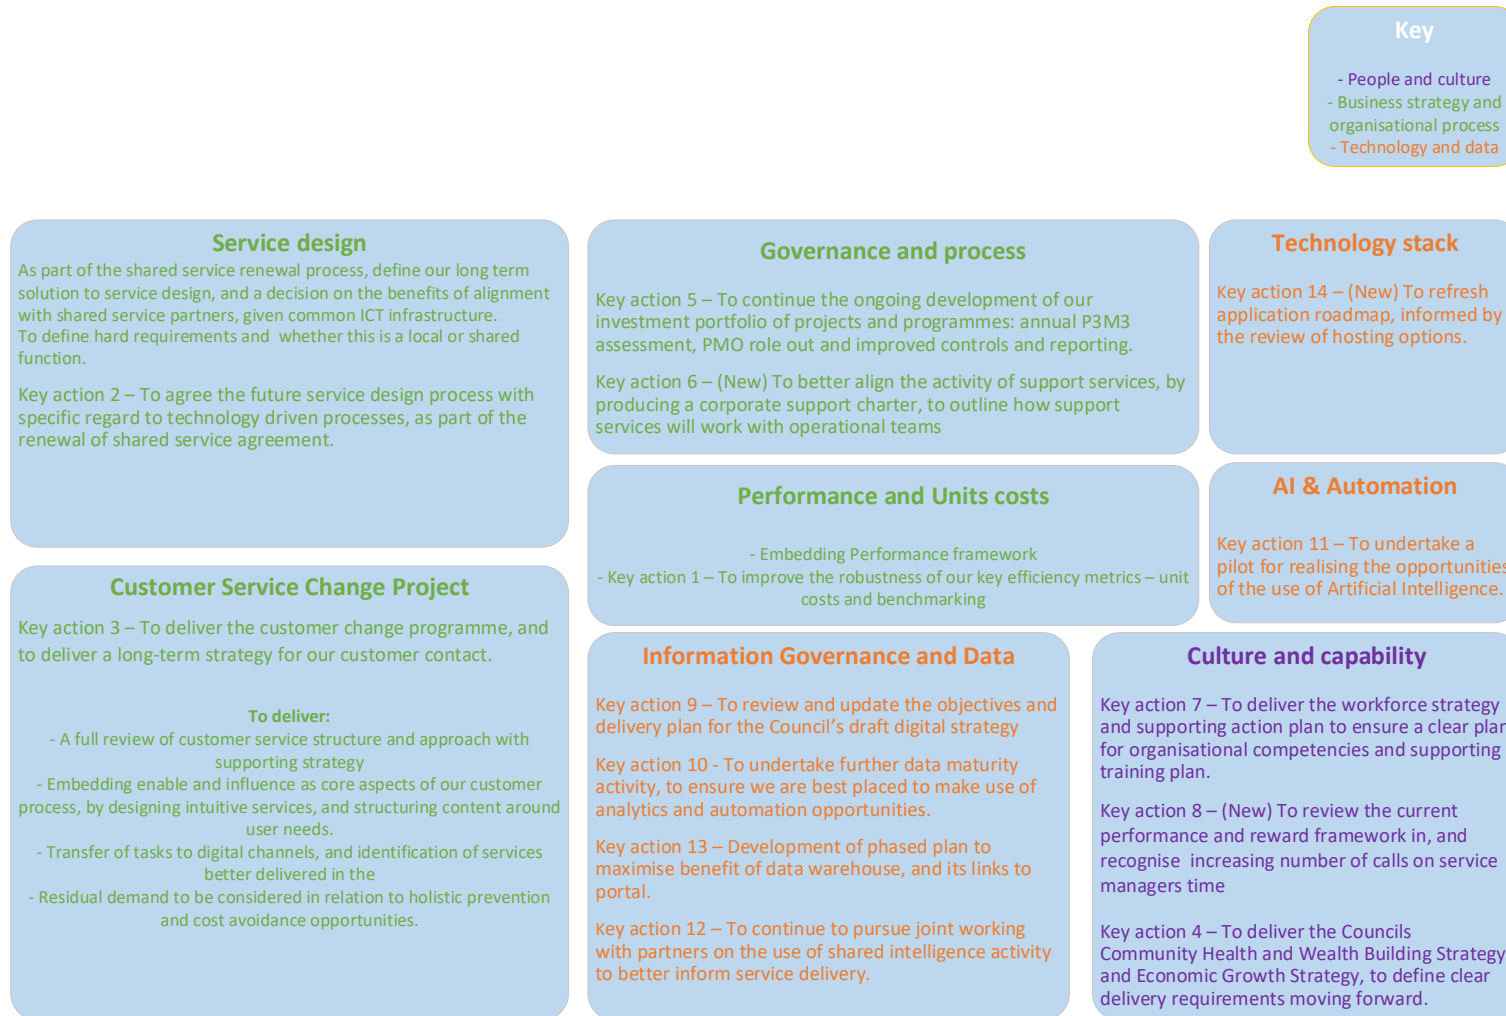 Key
- People and culture
- Business strategy and
organisational process
- Technology and data
Service design
As part of the shared service renewal process, define our long term
solution to service design, and a decision on the benefits of alignment
with shared service partners, given common ICT infrastructure.
To define hard requirements and  whether this is a local or shared
function.
Key action 2 – To agree the future service design process with
specific regard to technology driven processes, as part of the
renewal of shared service agreement.
Customer Service Change Project
Key action 3 – To deliver the customer change programme, and
to deliver a long-term strategy for our customer contact.
To deliver:
- A full review of customer service structure and approach with
supporting strategy
- Embedding enable and influence as core aspects of our customer
process, by designing intuitive services, and structuring content around
user needs.
- Transfer of tasks to digital channels, and identification of services
better delivered in the
- Residual demand to be considered in relation to holistic prevention
and cost avoidance opportunities.
Governance and process
Key action 5 – To continue the ongoing development of our
investment portfolio of projects and programmes: annual P3M3
assessment, PMO role out and improved controls and reporting.
Key action 6 – (New) To better align the activity of support services, by
producing a corporate support charter, to outline how support
services will work with operational teams
Performance and Units costs
- Embedding Performance framework
- Key action 1 – To improve the robustness of our key efficiency metrics – unit
costs and benchmarking
Information Governance and Data
Key action 9 – To review and update the objectives and
delivery plan for the Council’s draft digital strategy
Key action 10 - To undertake further data maturity
activity, to ensure we are best placed to make use of
analytics and automation opportunities.
Key action 13 – Development of phased plan to
maximise benefit of data warehouse, and its links to
portal.
Key action 12 – To continue to pursue joint working
with partners on the use of shared intelligence activity
to better inform service delivery.
Technology stack
Key action 14 – (New) To refresh
application roadmap, informed by
the review of hosting options.
AI & Automation
Key action 11 – To undertake a
pilot for realising the opportunities
of the use of Artificial Intelligence.
Culture and capability
Key action 7 – To deliver the workforce strategy
and supporting action plan to ensure a clear plan
for organisational competencies and supporting
training plan.
Key action 8 – (New) To review the current
performance and reward framework in, and
recognise  increasing number of calls on service
managers time
Key action 4 – To deliver the Councils
Community Health and Wealth Building Strategy
and Economic Growth Strategy, to define clear
delivery requirements moving forward.